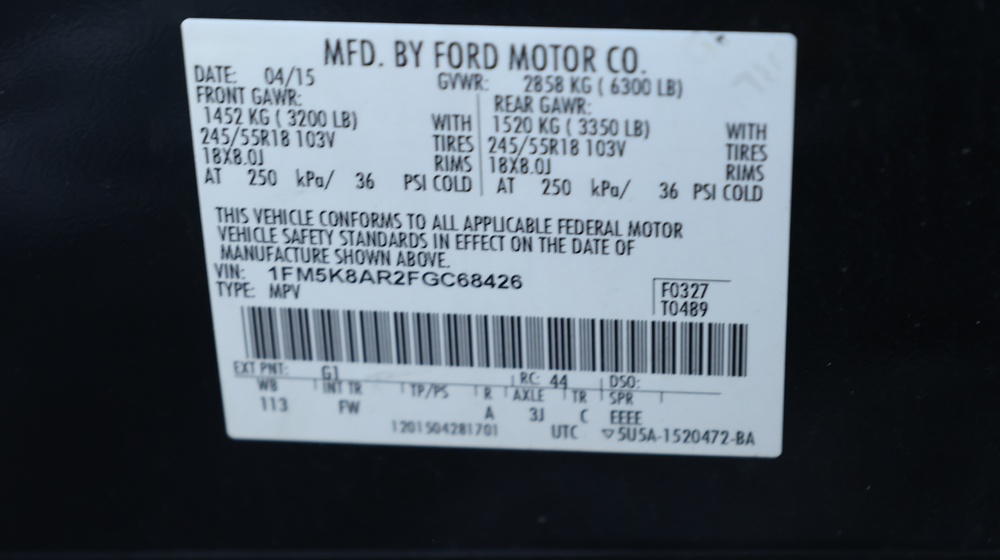 MFD. BY FORD MOTOR CO.
DATE: 04/15 GVWR: 2858 KG ( 6300 LB)
FRONT GAWR: REAR GAWR:
1452 KG ( 3200 LB) WITH 1520 KG ( 3350 LB) WITH
245/55R18 103V TIRES 245/55R18 103V TIRES
18X8.0J RIMS 18X8.0J RIMS
AT 250 kPa/ 36 PSI COLD AT 250 kPa/ 36 PSI COLD
THIS VEHICLE CONFORMS TO ALL APPLICABLE FEDERAL MOTOR
VEHICLE SAFETY STANDARDS IN EFFECT ON THE DATE OF
MANUFACTURE SHOWN ABOVE.
VIN: 1FM5K8AR2FGC68426 F0327
TYPE: MPV T0489
EXT PNT: G1 RC: 44 DSO:
WB INT TR TP/PS R AXLE TR SPR
113 FW A 3J C EEEE
1201504281701 UTC ▽5U5A-1520472-BA